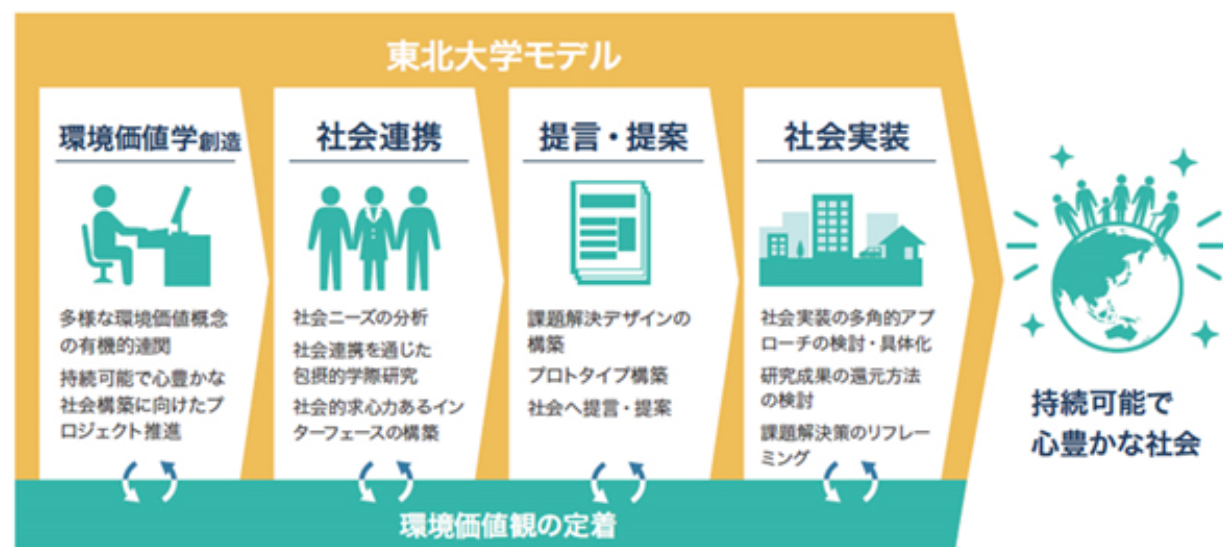 東北大学モデル
環境価値学創造
多様な環境価値概念
の有機的連関
持続可能で心豊かな
社会構築に向けたプ
ロジェクト推進
社会連携
社会ニーズの分析
社会連携を通じた
包摂的学際研究
社会的求心力あるイン
ターフェースの構築
提言・提案
課題解決デザインの
構築
プロトタイプ構築
社会へ提言・提案
社会実装
社会実装の多角的アプ
ローチの検討・具体化
研究成果の還元方法
の検討
課題解決策のリフレー
ミング
持続可能で
心豊かな社会
環境価値観の定着